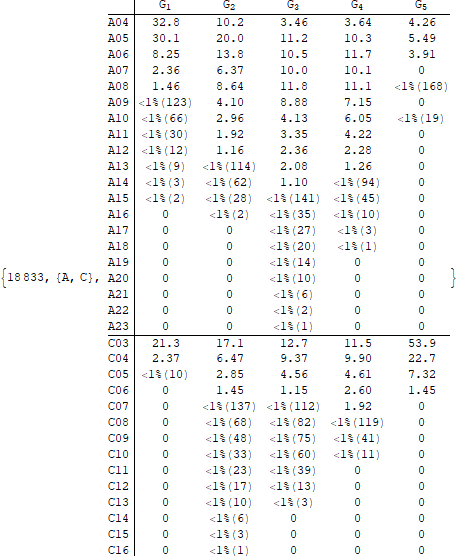 G1 G2 G3 G4 G5
A04 32.8 10.2 3.46 3.64 4.26
A05 30.1 20.0 11.2 10.3 5.49
A06 8.25 13.8 10.5 11.7 3.91
A07 2.36 6.37 10.0 10.1 0
A08 1.46 8.64 11.8 11.1 <1%(168)
A09 <1%(123) 4.10 8.88 7.15 0
A10 <1%(66) 2.96 4.13 6.05 <1%(19)
A11 <1%(30) 1.92 3.35 4.22 0
A12 <1%(12) 1.16 2.36 2.28 0
A13 <1%(9) <1%(114) 2.08 1.26 0
A14 <1%(3) <1%(62) 1.10 <1%(94) 0
A15 <1%(2) <1%(28) <1%(141) <1%(45) 0
A16 0 <1%(2) <1%(35) <1%(10) 0
A17 0 0 <1%(27) <1%(3) 0
A18 0 0 <1%(20) <1%(1) 0
A19 0 0 <1%(14) 0 0
{18833, {A, C}, A20 0 0 <1%(10) 0 0 }
A21 0 0 <1%(6) 0 0
A22 0 0 <1%(2) 0 0
A23 0 0 <1%(1) 0 0
C03 21.3 17.1 12.7 11.5 53.9
C04 2.37 6.47 9.37 9.90 22.7
C05 <1%(10) 2.85 4.56 4.61 7.32
C06 0 1.45 1.15 2.60 1.45
C07 0 <1%(137) <1%(112) 1.92 0
C08 0 <1%(68) <1%(82) <1%(119) 0
C09 0 <1%(48) <1%(75) <1%(41) 0
C10 0 <1%(33) <1%(60) <1%(11) 0
C11 0 <1%(23) <1%(39) 0 0
C12 0 <1%(17) <1%(13) 0 0
C13 0 <1%(10) <1%(3) 0 0
C14 0 <1%(6) 0 0 0
C15 0 <1%(3) 0 0 0
C16 0 <1%(1) 0 0 0